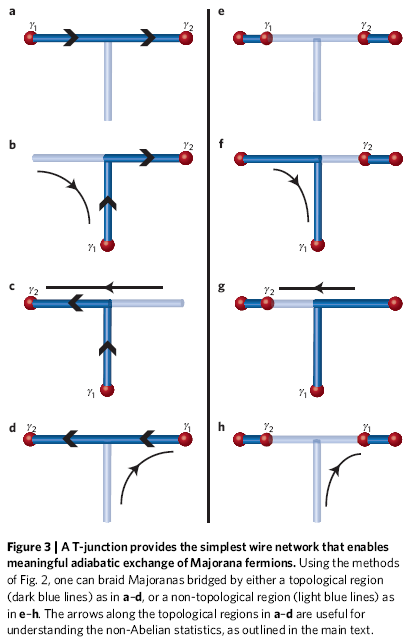 a
γ1
γ2
e
γ1
γ2
b
γ2
γ1
f
γ2
γ1
c
γ2
γ1
g
γ2
γ1
d
γ2
γ1
h
γ2
γ1
Figure 3 | A T-junction provides the simplest wire network that enables
meaningful adiabatic exchange of Majorana fermions. Using the methods
of Fig. 2, one can braid Majoranas bridged by either a topological region
(dark blue lines) as in a–d, or a non-topological region (light blue lines) as
in e–h. The arrows along the topological regions in a–d are useful for
understanding the non-Abelian statistics, as outlined in the main text.